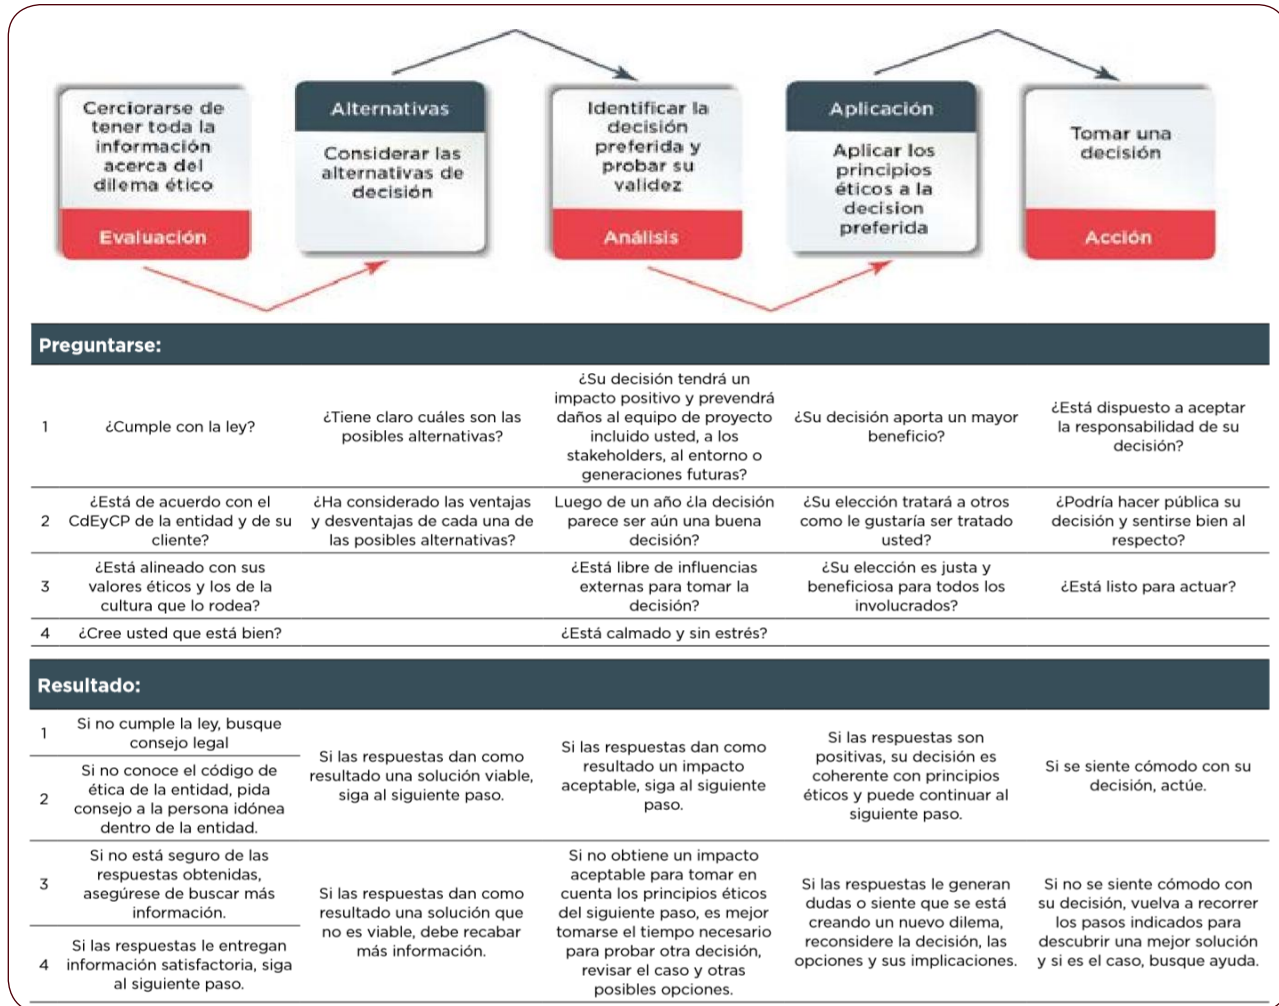 Cerciorarse de
tener toda la
información
acerca del
dilema ético
Evaluación
Alternativas
Considerar las
alternativas de
decisión
Identificar la
decisión
preferida y
probar su
validez
Análisis
Aplicación
Aplicar los
principios
éticos a la
decision
preferida
Tomar una
decisión
Acción
Preguntarse:
1
¿Cumple con la ley?
¿Tiene claro cuáles son las
posibles alternativas?
¿Su decisión tendrá un
impacto positivo y prevendrá
daños al equipo de proyecto
incluido usted, a los
stakeholders, al entorno o
generaciones futuras?
¿Su decisión aporta un mayor
beneficio?
¿Está dispuesto a aceptar
la responsabilidad de su
decisión?
2
¿Está de acuerdo con el
CdEyCP de la entidad y de su
cliente?
¿Ha considerado las ventajas
y desventajas de cada una de
las posibles alternativas?
Luego de un año ¿la decisión
parece ser aún una buena
decisión?
¿Su elección tratará a otros
como le gustaría ser tratado
usted?
¿Podría hacer pública su
decisión y sentirse bien al
respecto?
3
¿Está alineado con sus
valores éticos y los de la
cultura que lo rodea?
¿Está libre de influencias
externas para tomar la
decisión?
¿Su elección es justa y
beneficiosa para todos los
involucrados?
¿Está listo para actuar?
4
¿Cree usted que está bien?
¿Está calmado y sin estrés?
Resultado:
1
Si no cumple la ley, busque
consejo legal
2
Si no conoce el código de
ética de la entidad, pida
consejo a la persona idónea
dentro de la entidad.
Si las respuestas dan como
resultado una solución viable,
siga al siguiente paso.
Si las respuestas dan como
resultado un impacto
aceptable, siga al siguiente
paso.
Si las respuestas son
positivas, su decisión es
coherente con principios
éticos y puede continuar al
siguiente paso.
Si se siente cómodo con su
decisión, actúe.
3
Si no está seguro de las
respuestas obtenidas,
asegúrese de buscar más
información.
4
Si las respuestas le entregan
información satisfactoria, siga
al siguiente paso.
Si las respuestas dan como
resultado una solución que
no es viable, debe recabar
más información.
Si no obtiene un impacto
aceptable para tomar en
cuenta los principios éticos
del siguiente paso, es mejor
tomarse el tiempo necesario
para probar otra decisión,
revisar el caso y otras
posibles opciones.
Si las respuestas le generan
dudas o siente que se está
creando un nuevo dilema,
reconsidere la decisión, las
opciones y sus implicaciones.
Si no se siente cómodo con
su decisión, vuelva a recorrer
los pasos indicados para
descubrir una mejor solución
y si es el caso, busque ayuda.